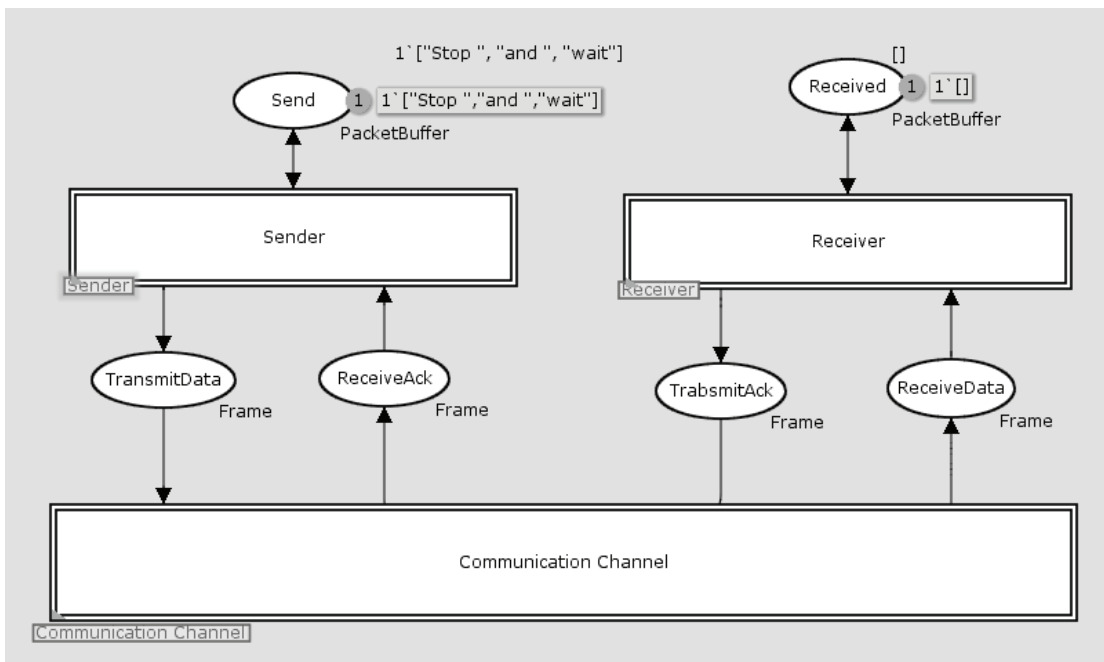 1`["Stop ", "and ", "wait"]
[]
Send
1
1`["Stop ","and ","wait"]
PacketBuffer
Received
1
1`[]
PacketBuffer
Sender
Sender
Receiver
Receiver
TransmitData
Frame
ReceiveAck
Frame
TrabsmitAck
Frame
ReceiveData
Frame
Communication Channel
Communication Channel